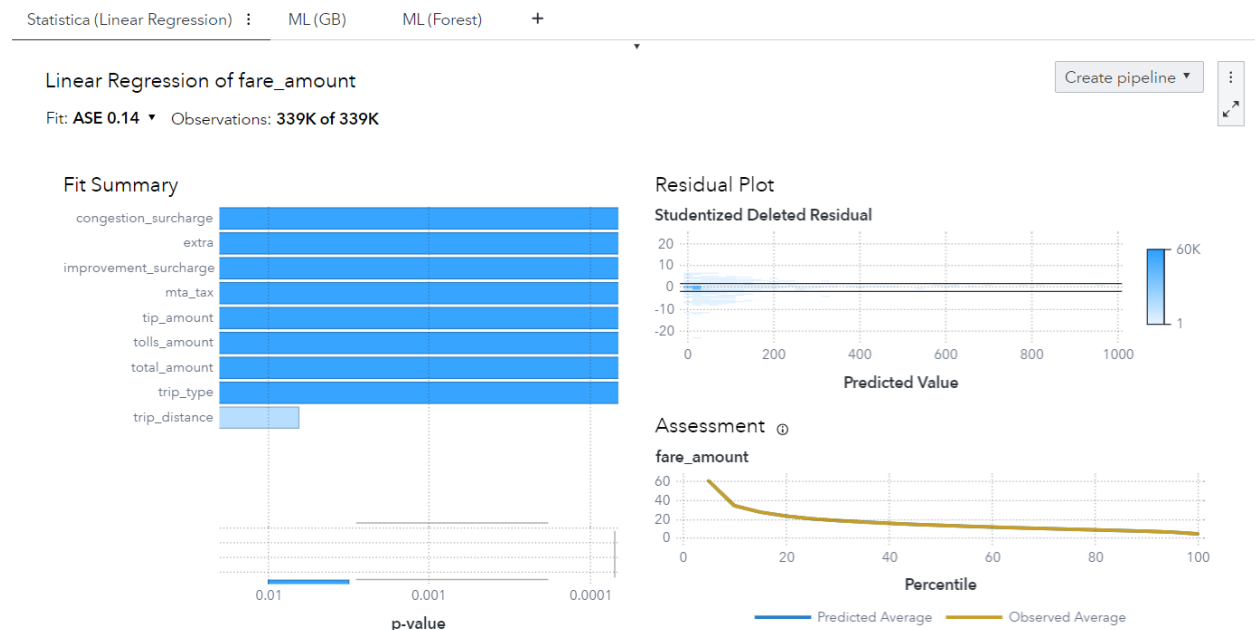 Statistica (Linear Regression)
ML (GB)
ML (Forest)
+
Linear Regression of fare_amount
Create pipeline
Fit: ASE 0.14 Observations: 339K of 339K
Fit Summary
congestion_surcharge
extra
improvement_surcharge
mta_tax
tip_amount
tolls_amount
total_amount
trip_type
trip_distance
0.01
0.001
0.0001
p-value
Residual Plot
Studentized Deleted Residual
20
10
0
-10
-20
0
200
400
600
800
1000
Predicted Value
60K
1
Assessment
fare_amount
60
40
20
0
0
20
40
60
80
100
Percentile
Predicted Average
Observed Average